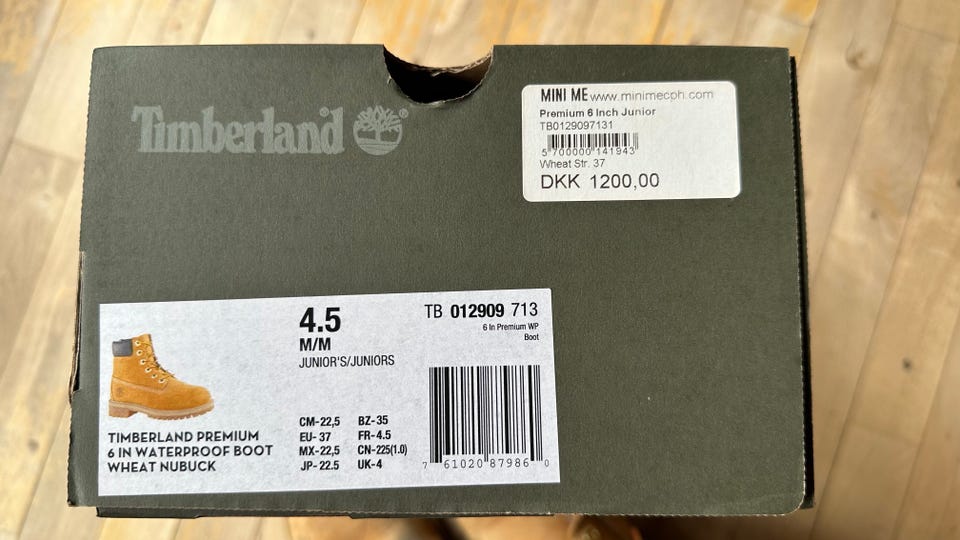 Timberland®
MINI ME www.minimecph.com
Premium 6 Inch Junior
TB0129097131
5 700000 141943
Wheat Str. 37
DKK 1200,00
4.5
M/M
JUNIOR'S/JUNIORS
TB 012909 713
6 In Premium WP
Boot
TIMBERLAND PREMIUM
6 IN WATERPROOF BOOT
WHEAT NUBUCK
CM-22,5 BZ-35
EU- 37 FR-4.5
MX-22,5 CN-225(1.0)
JP- 22.5 UK-4
7 61020 87986 0